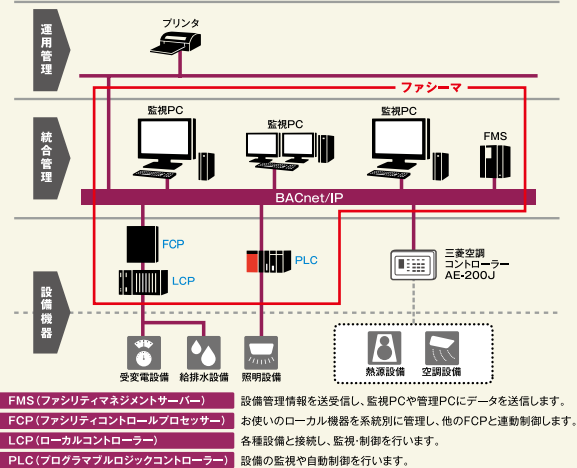 運用管理
プリンタ
ファシーマ
統合管理
監視PC
監視PC
監視PC
FMS
BACnet/IP
設備機器
FCP
LCP
PLC
三菱空調
コントローラー
AE-200J
受変電設備
給排水設備
照明設備
熱源設備
空調設備
FMS（ファシリティマネジメントサーバー） 設備管理情報を送受信し、監視PCや管理PCにデータを送信します。
FCP（ファシリティコントロールプロセッサー） お使いのローカル機器を系統別に管理し、他のFCPと連動制御します。
LCP（ローカルコントローラー） 各種設備と接続し、監視・制御を行います。
PLC（プログラマブルロジックコントローラー） 設備の監視や自動制御を行います。